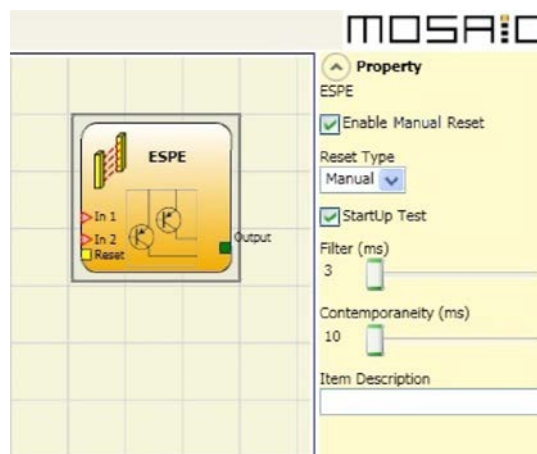 MOSAIC
Property
ESPE
Enable Manual Reset
Reset Type
Manual
StartUp Test
Filter (ms)
3
Contemporaneity (ms)
10
Item Description
ESPE
In 1
In 2
Reset
Output